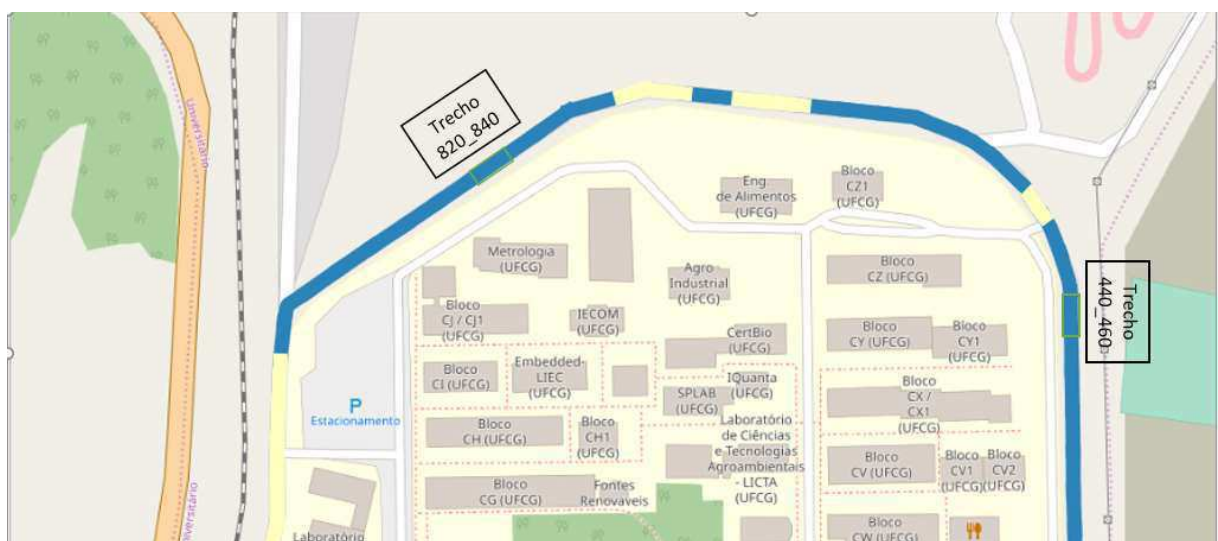 Universitário
Trecho
820_840
Eng.
de Alimentos
(UFCG)
Bloco
CZ1
(UFCG)
Metrologia
(UFCG)
Agro
Industrial
(UFCG)
Bloco
CZ (UFCG)
Trecho
440_460
Bloco
CJ / CJ1
(UFCG)
IECOM
(UFCG)
CertBio
(UFCG)
Bloco
CY (UFCG)
Bloco
CY1
(UFCG)
Bloco
CI (UFCG)
Embedded-
LIEC
(UFCG)
IQuanta
(UFCG)
SPLAB
(UFCG)
Bloco
CX /
CX1
(UFCG)
P
Estacionamento
Bloco
CH (UFCG)
Bloco
CH1
(UFCG)
Laboratório
de Ciências
e Tecnologias
Agroambientais
- LICTA
(UFCG)
Bloco
CV (UFCG)
Bloco
CV1
(UFCG)
Bloco
CV2
(UFCG)
Bloco
CG (UFCG)
Fontes
Renovaveis
Bloco
CW (UFCG)
Laboratório